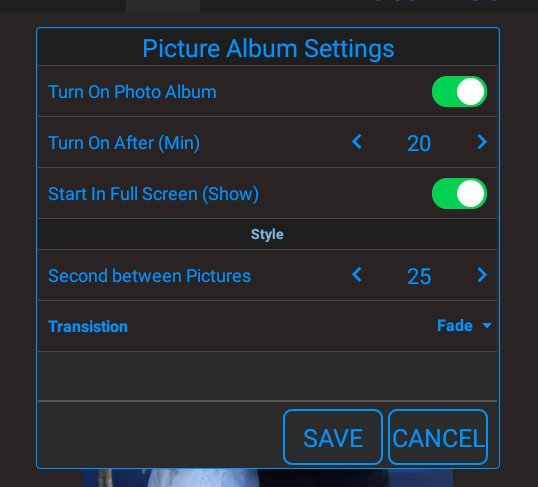 Picture Album Settings
Turn On Photo Album
Turn On After (Min) 20
Start In Full Screen (Show)
Style
Second between Pictures 25
Transistion Fade
SAVE CANCEL